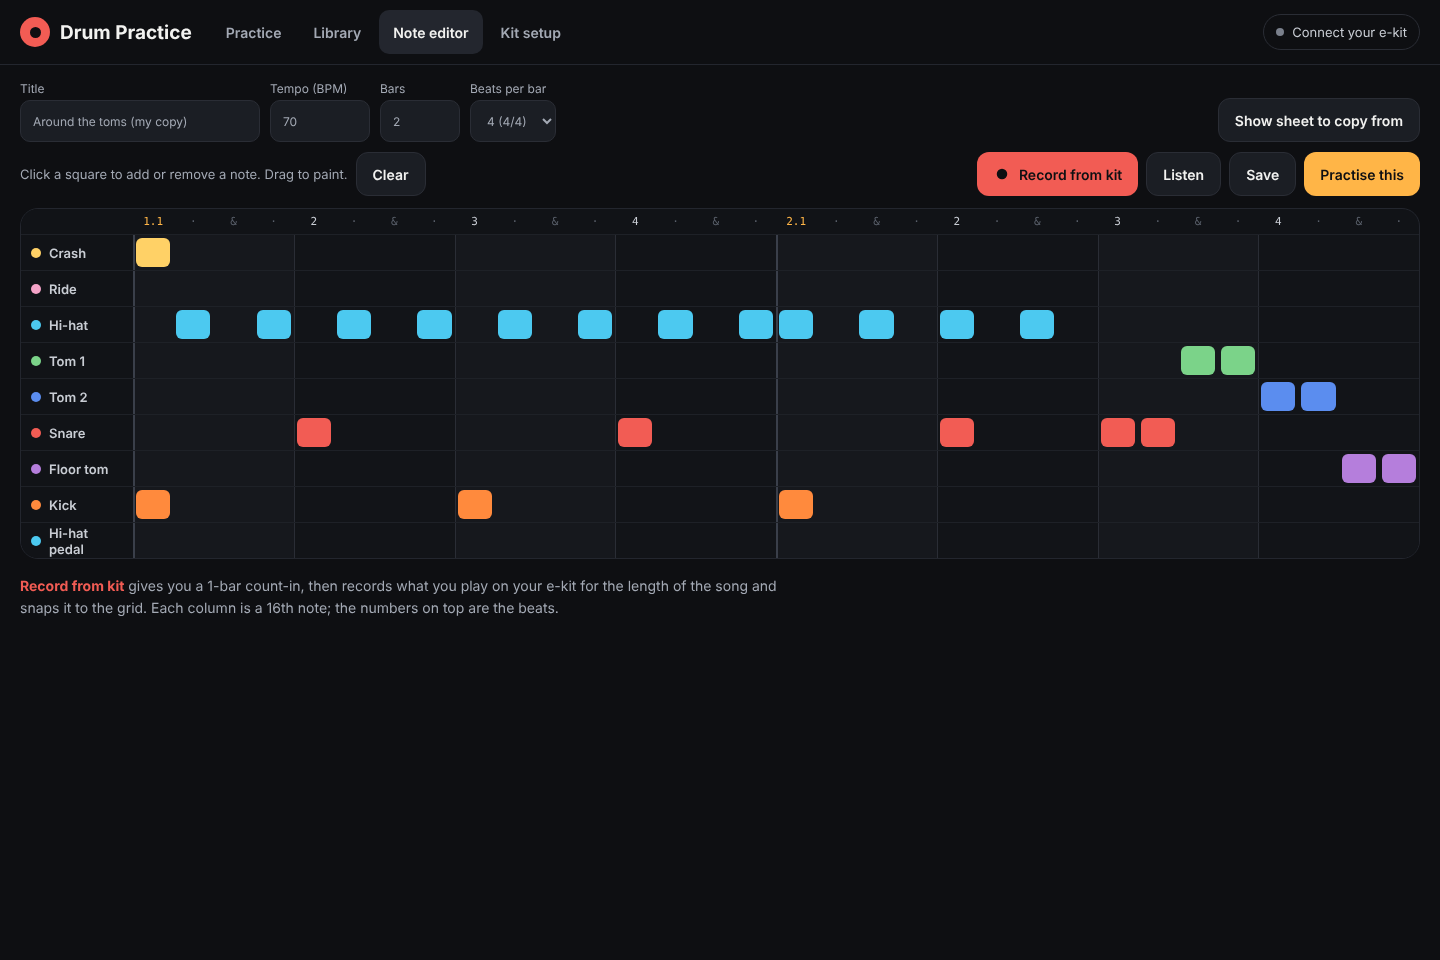 Drum Practice
Practice
Library
Note editor
Kit setup
Connect your e-kit
Title
Tempo (BPM)
Bars
Beats per bar
Around the toms (my copy)
70
2
4 (4/4)
Show sheet to copy from
Click a square to add or remove a note. Drag to paint.
Clear
Record from kit
Listen
Save
Practise this
1.1 · & · 2 · & · 3 · & · 4 · & · 2.1 · & · 2 · & · 3 · & · 4 · & ·
Crash
Ride
Hi-hat
Tom 1
Tom 2
Snare
Floor tom
Kick
Hi-hat
pedal
Record from kit gives you a 1-bar count-in, then records what you play on your e-kit for the length of the song and
snaps it to the grid. Each column is a 16th note; the numbers on top are the beats.